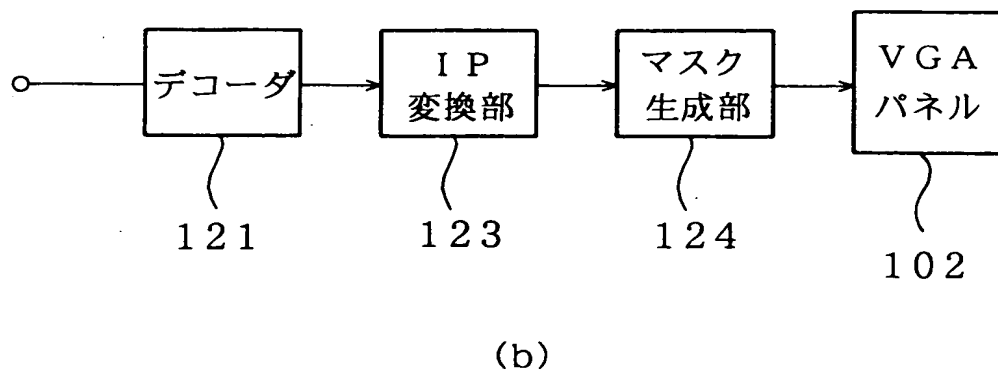 デコーダ
ＩＰ
変換部
マスク
生成部
ＶＧＡ
パネル
１２１
１２３
１２４
１０２
(b)